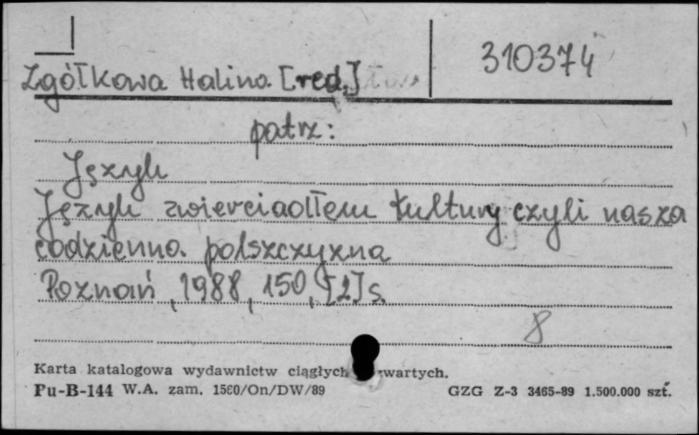 310374
Zgółkowa Halina [red.]
patrz:
Język
Język zwierciadłem kultury czyli nasza
codzienna polszczyzna
Poznań, 1988, 150, [2] s.
8
Karta katalogowa wydawnictw ciągłych zwartych.
Pu-B-144 W.A. zam. 1560/On/DW/89 GZG Z-3 3465-89 1.500.000 szt.